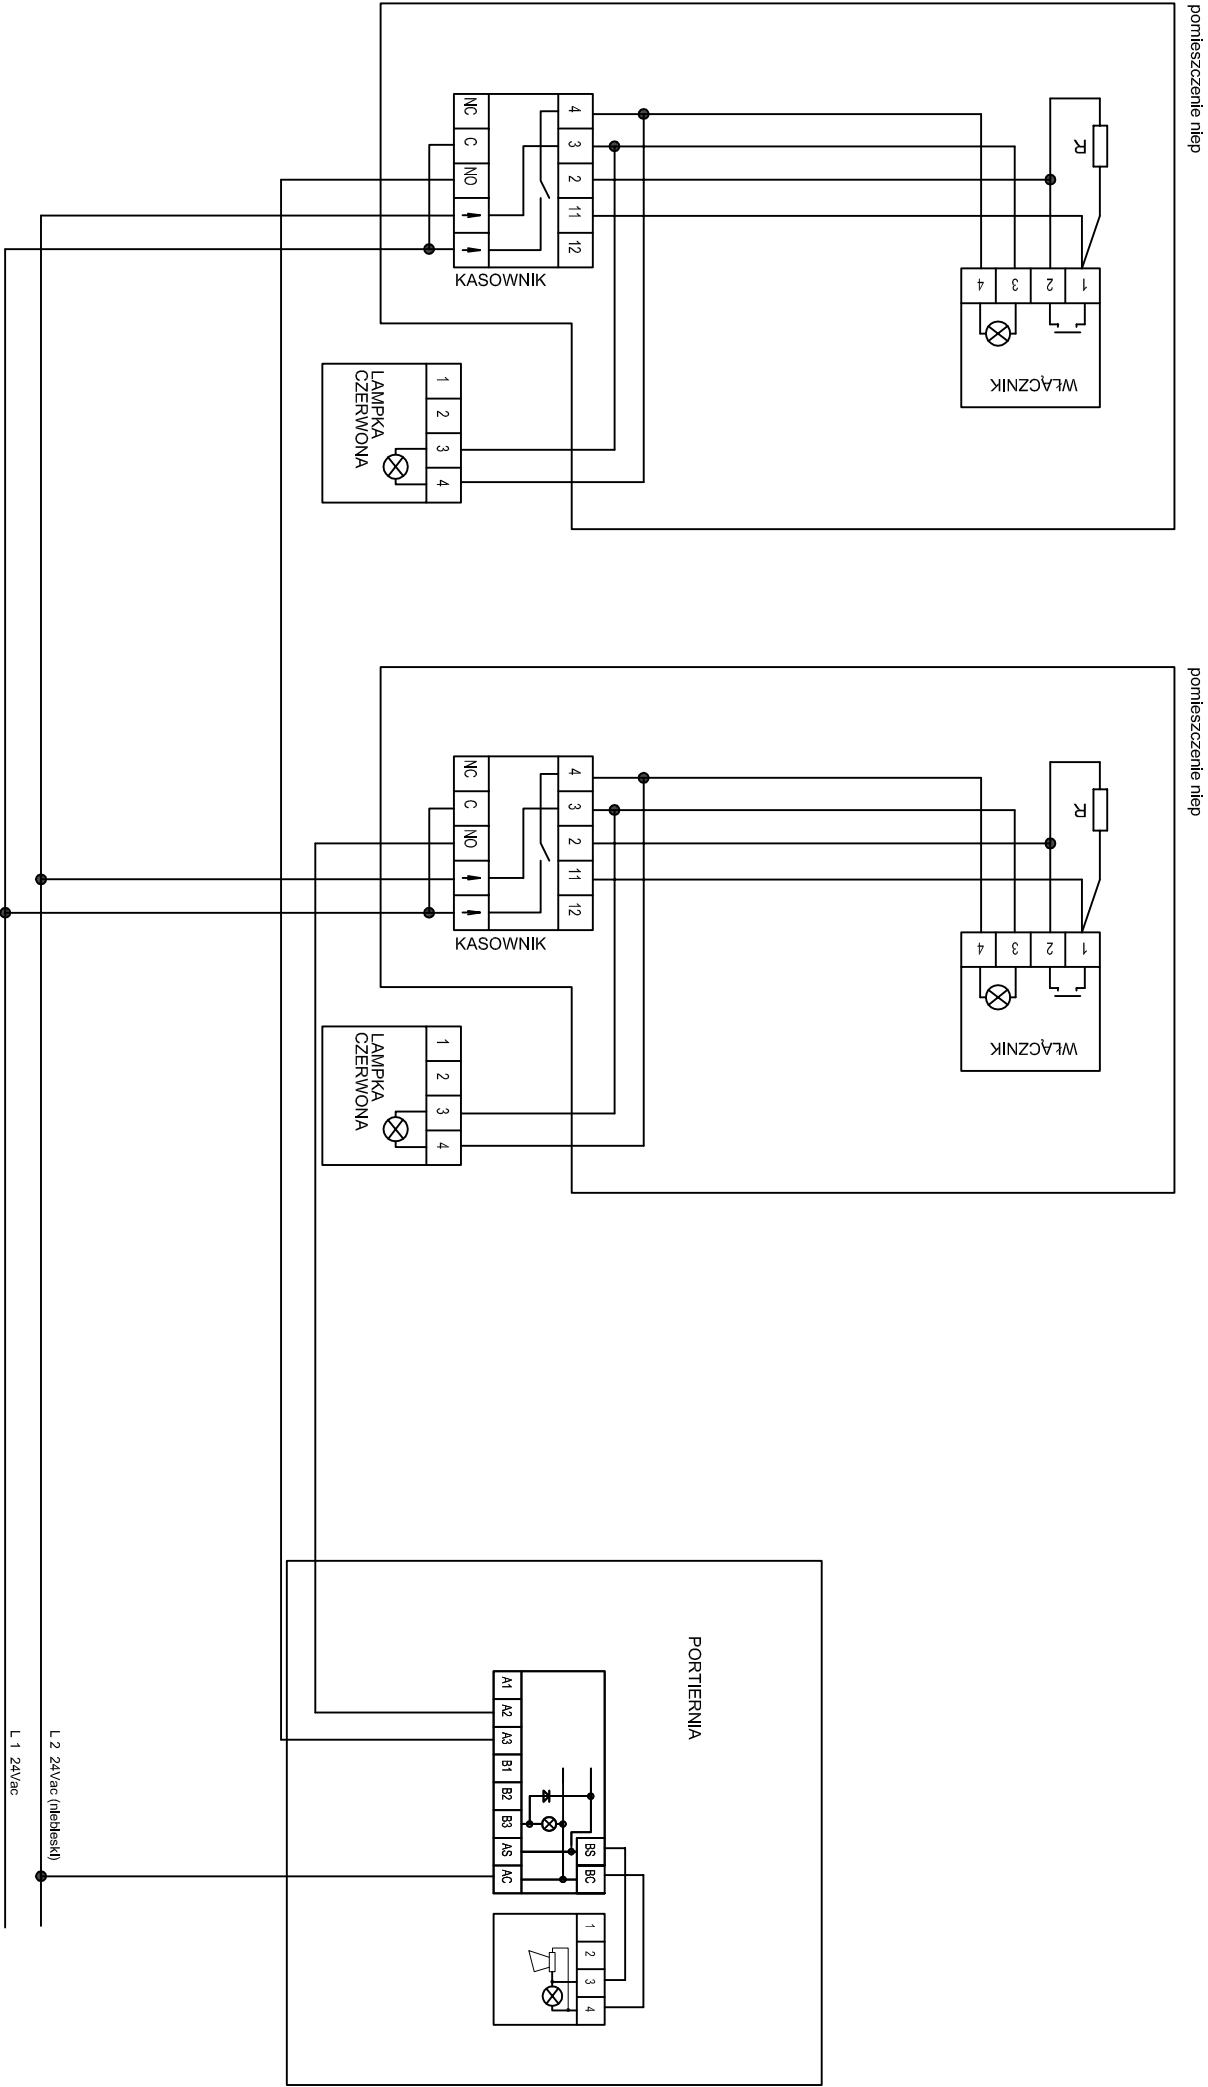 pomieszczenie niep
R
4
3
2
1
WŁĄCZNIK
4
3
2
11
12
NC
C
NO
KASOWNIK
1
2
3
4
LAMPKA
CZERWONA
pomieszczenie niep
R
4
3
2
1
WŁĄCZNIK
4
3
2
11
12
NC
C
NO
KASOWNIK
1
2
3
4
LAMPKA
CZERWONA
PORTIERNIA
A1
A2
A3
B1
B2
B3
AS
AC
BS
BC
1
2
3
4
L 2 24Vac (niebieski)
L 1 24Vac